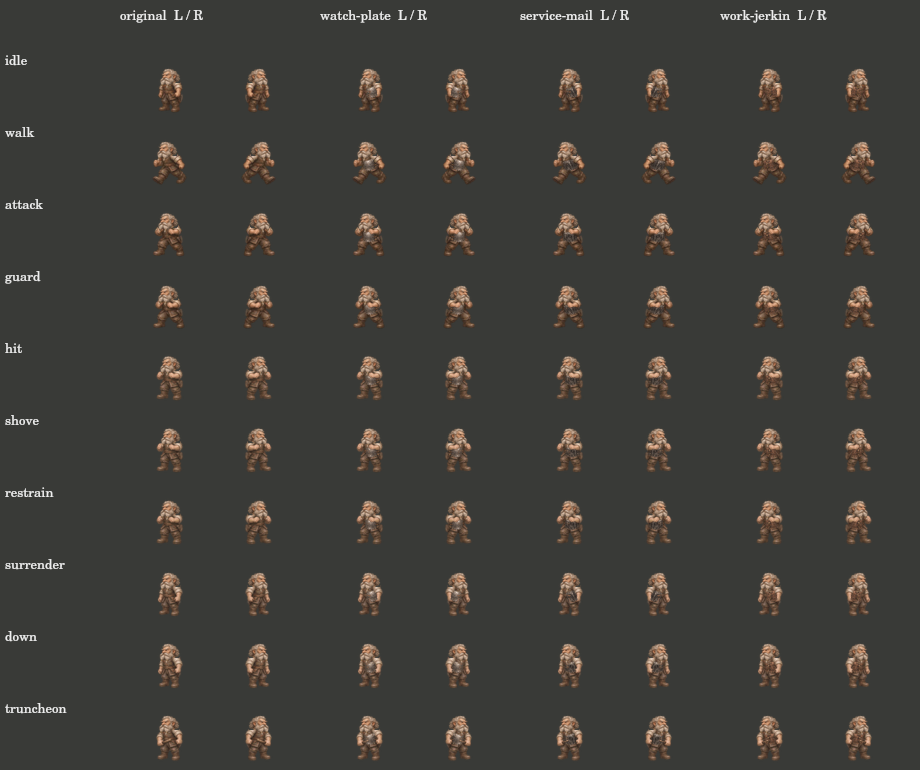 original L / R watch-plate L / R service-mail L / R work-jerkin L / R
idle
walk
attack
guard
hit
shove
restrain
surrender
down
truncheon